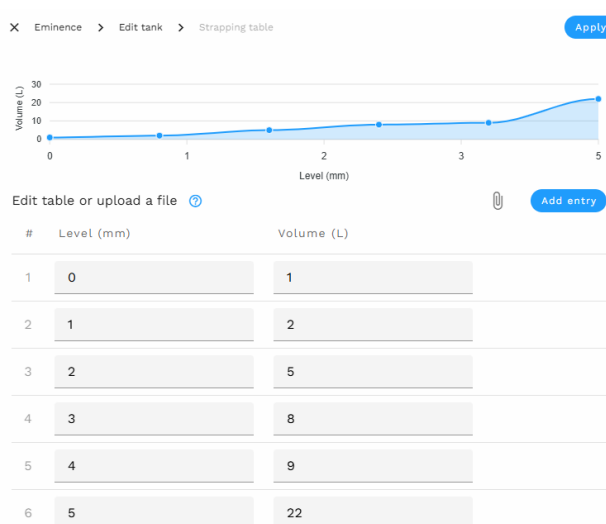 Eminence > Edit tank > Strapping table
Apply
Volume (L)
30
20
10
0
0 1 2 3 5
Level (mm)
Edit table or upload a file
Add entry
# Level (mm) Volume (L)
1 0 1
2 1 2
3 2 5
4 3 8
5 4 9
6 5 22